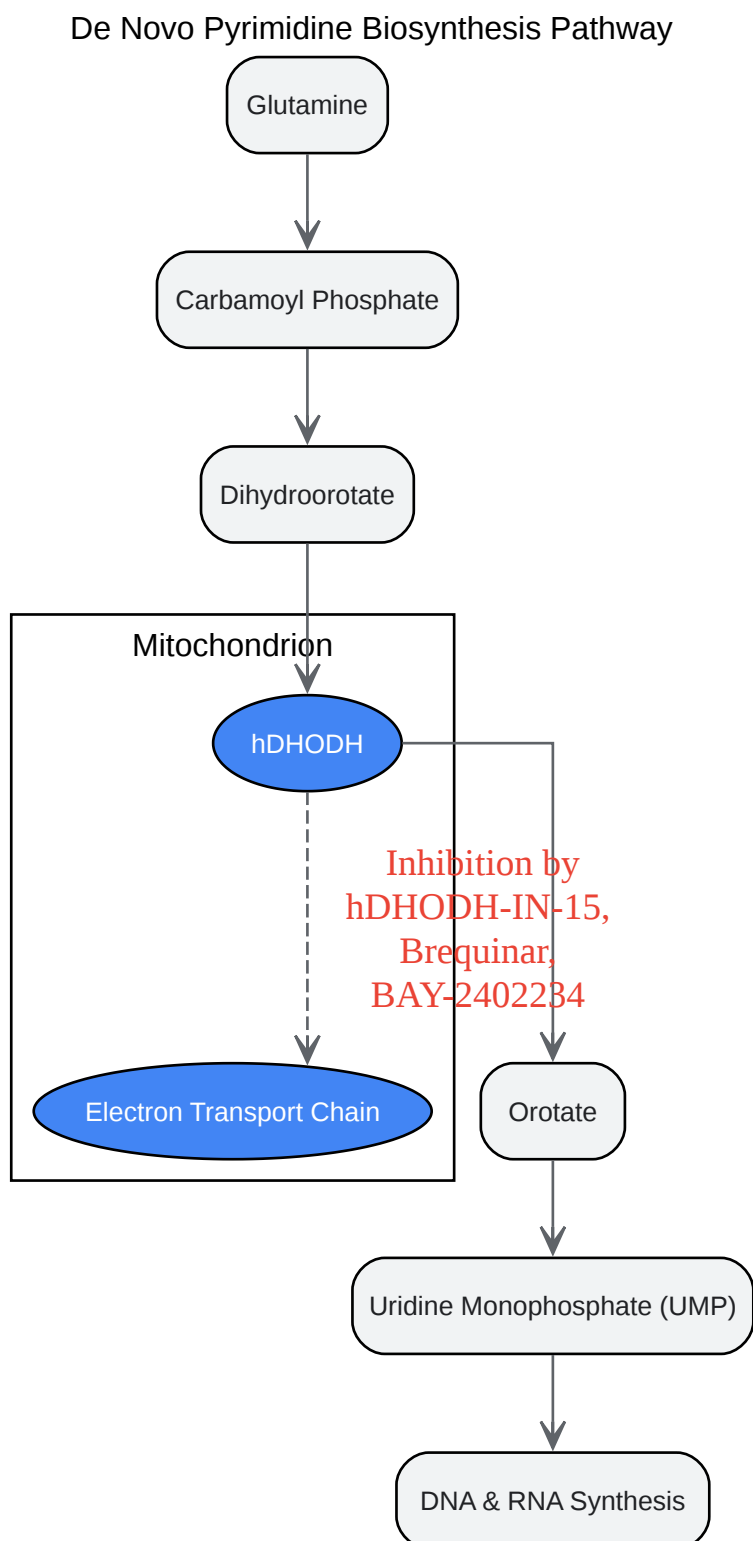 De Novo Pyrimidine Biosynthesis Pathway
Glutamine
Carbamoyl Phosphate
Dihydroorotate
Mitochondrion
hDHODH
Inhibition by
hDHODH-IN-15,
Brequinar,
BAY-2402234
Electron Transport Chain
Orotate
Uridine Monophosphate (UMP)
DNA & RNA Synthesis